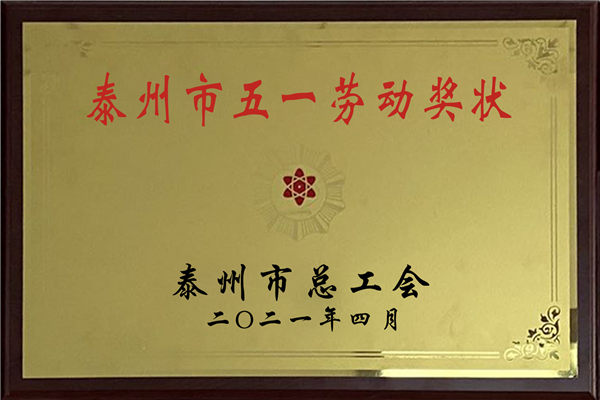 泰州市五一劳动奖状
泰州市总工会
二〇二一年四月